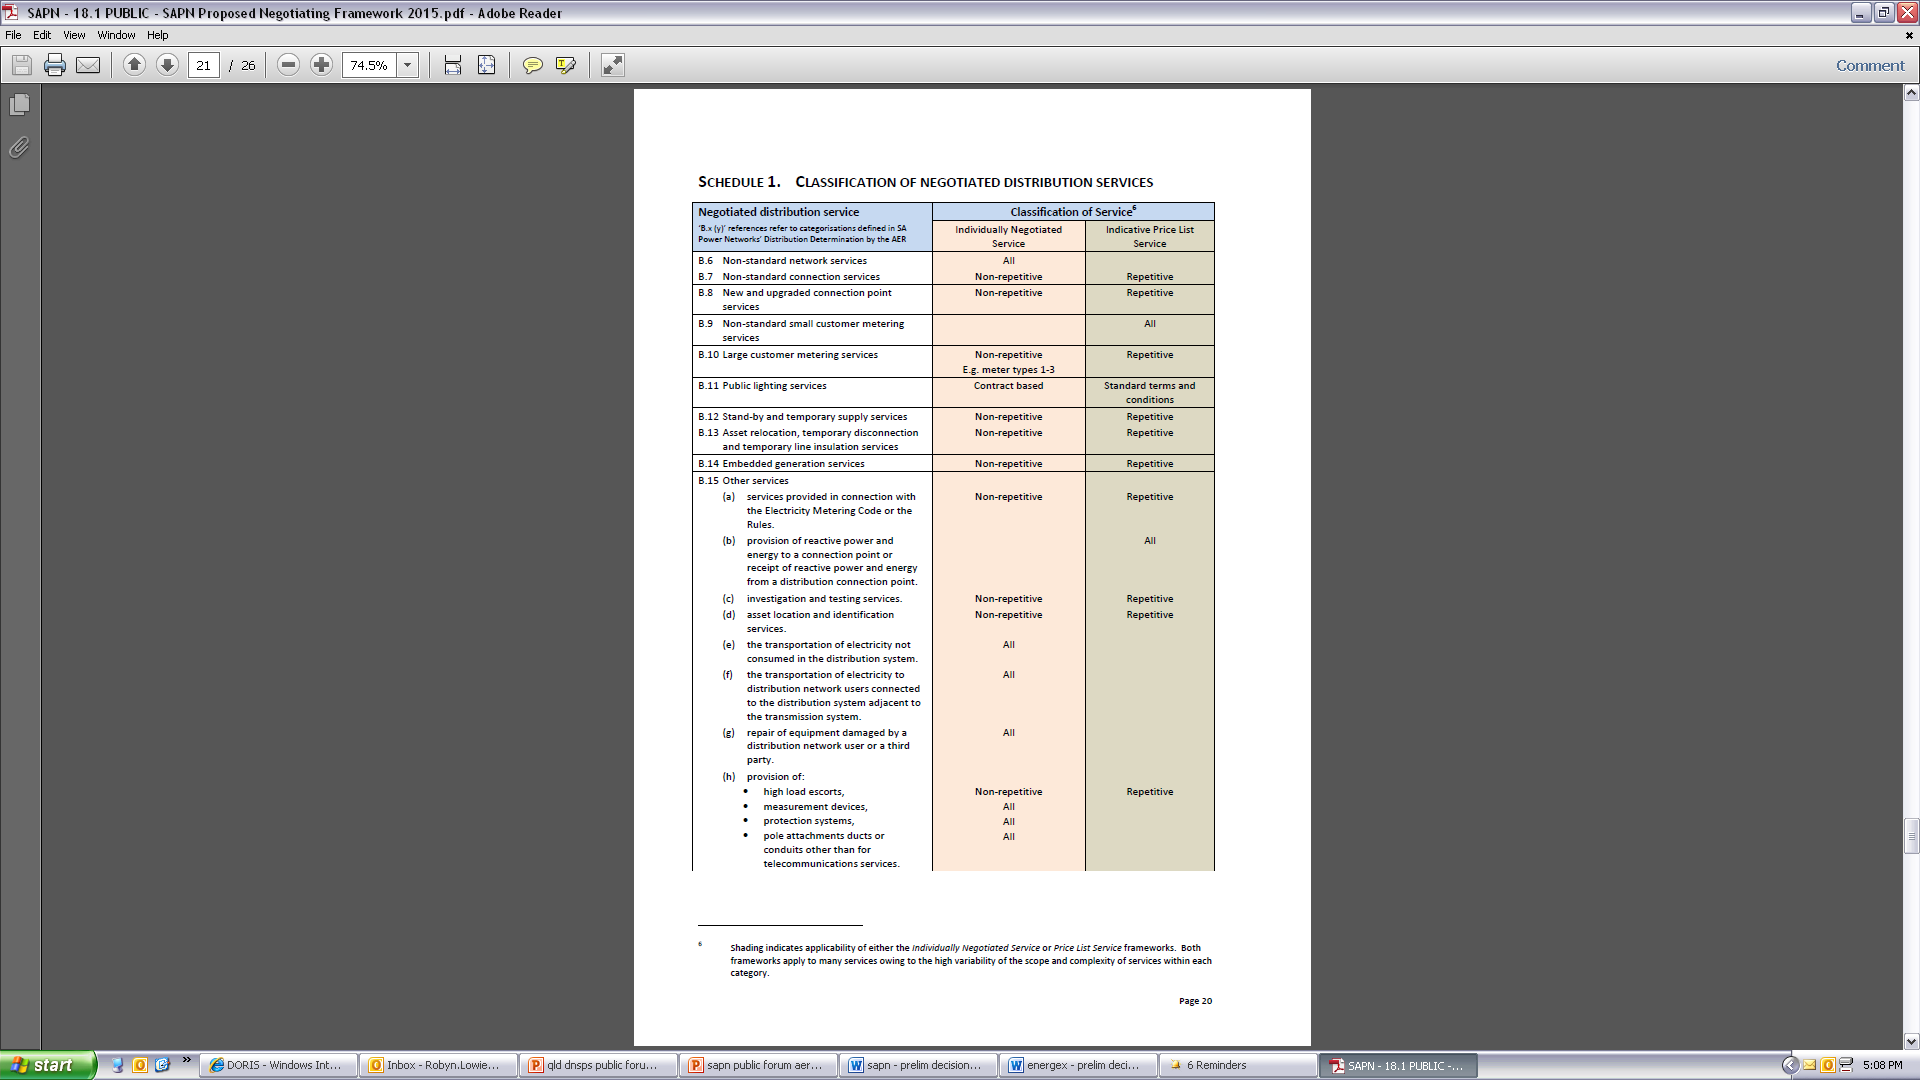 SAPN - 18.1 PUBLIC - SAPN Proposed Negotiating Framework 2015.pdf - Adobe Reader
File Edit View Window Help
21 / 26 74.5% Comment
SCHEDULE 1. CLASSIFICATION OF NEGOTIATED DISTRIBUTION SERVICES
Negotiated distribution service
'B.x (y)' references refer to categorisations defined in SA
Power Networks' Distribution Determination by the AER
Classification of Service6
Individually Negotiated
Service
Indicative Price List
Service
B.6 Non-standard network services All
B.7 Non-standard connection services Non-repetitive Repetitive
B.8 New and upgraded connection point Non-repetitive Repetitive
services
B.9 Non-standard small customer metering All
services
B.10 Large customer metering services Non-repetitive Repetitive
E.g. meter types 1-3
B.11 Public lighting services Contract based Standard terms and
conditions
B.12 Stand-by and temporary supply services Non-repetitive Repetitive
B.13 Asset relocation, temporary disconnection Non-repetitive Repetitive
and temporary line insulation services
B.14 Embedded generation services Non-repetitive Repetitive
B.15 Other services
(a) services provided in connection with Non-repetitive Repetitive
the Electricity Metering Code or the
Rules.
(b) provision of reactive power and All
energy to a connection point or
receipt of reactive power and energy
from a distribution connection point.
(c) investigation and testing services. Non-repetitive Repetitive
(d) asset location and identification Non-repetitive Repetitive
services.
(e) the transportation of electricity not All
consumed in the distribution system.
(f) the transportation of electricity to All
distribution network users connected
to the distribution system adjacent to
the transmission system.
(g) repair of equipment damaged by a All
distribution network user or a third
party.
(h) provision of:
• high load escorts, Non-repetitive Repetitive
• measurement devices, All
• protection systems, All
• pole attachments ducts or All
conduits other than for
telecommunications services.
6 Shading indicates applicability of either the Individually Negotiated Service or Price List Service frameworks. Both
frameworks apply to many services owing to the high variability of the scope and complexity of services within each
category.
Page 20
start » DORIS - Windows Int... Inbox - Robyn.Lowie... qld dnsps public foru... sapn public forum aer... sapn - prelim decision... energex - prelim deci... 6 Reminders SAPN - 18.1 PUBLIC -... 5:08 PM